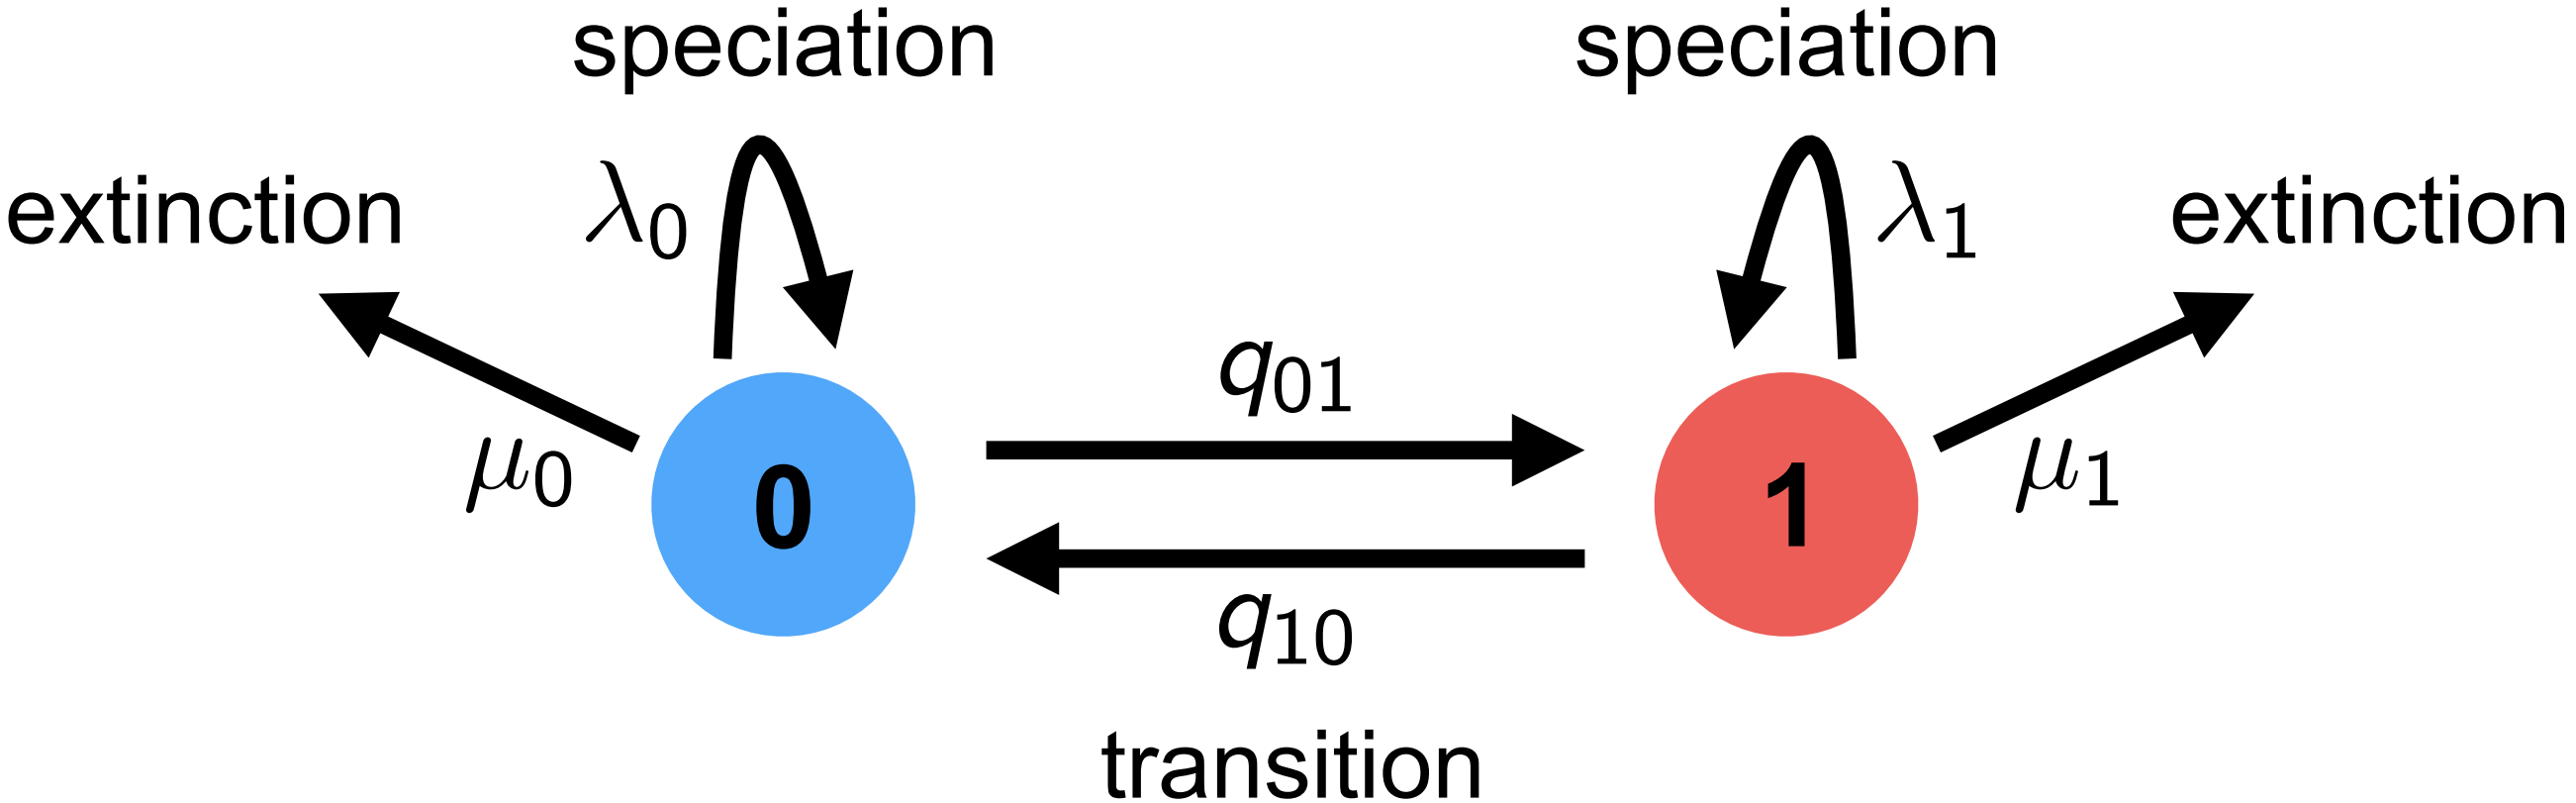 speciation
speciation
extinction
λ0
λ1
extinction
μ0
q01
μ1
0
1
q10
transition